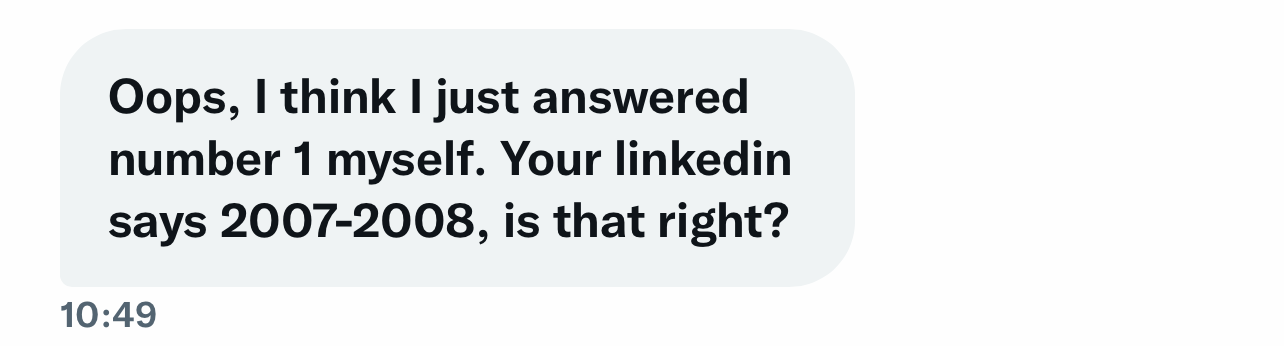 Oops, I think I just answered
number 1 myself. Your linkedin
says 2007-2008, is that right?
10:49